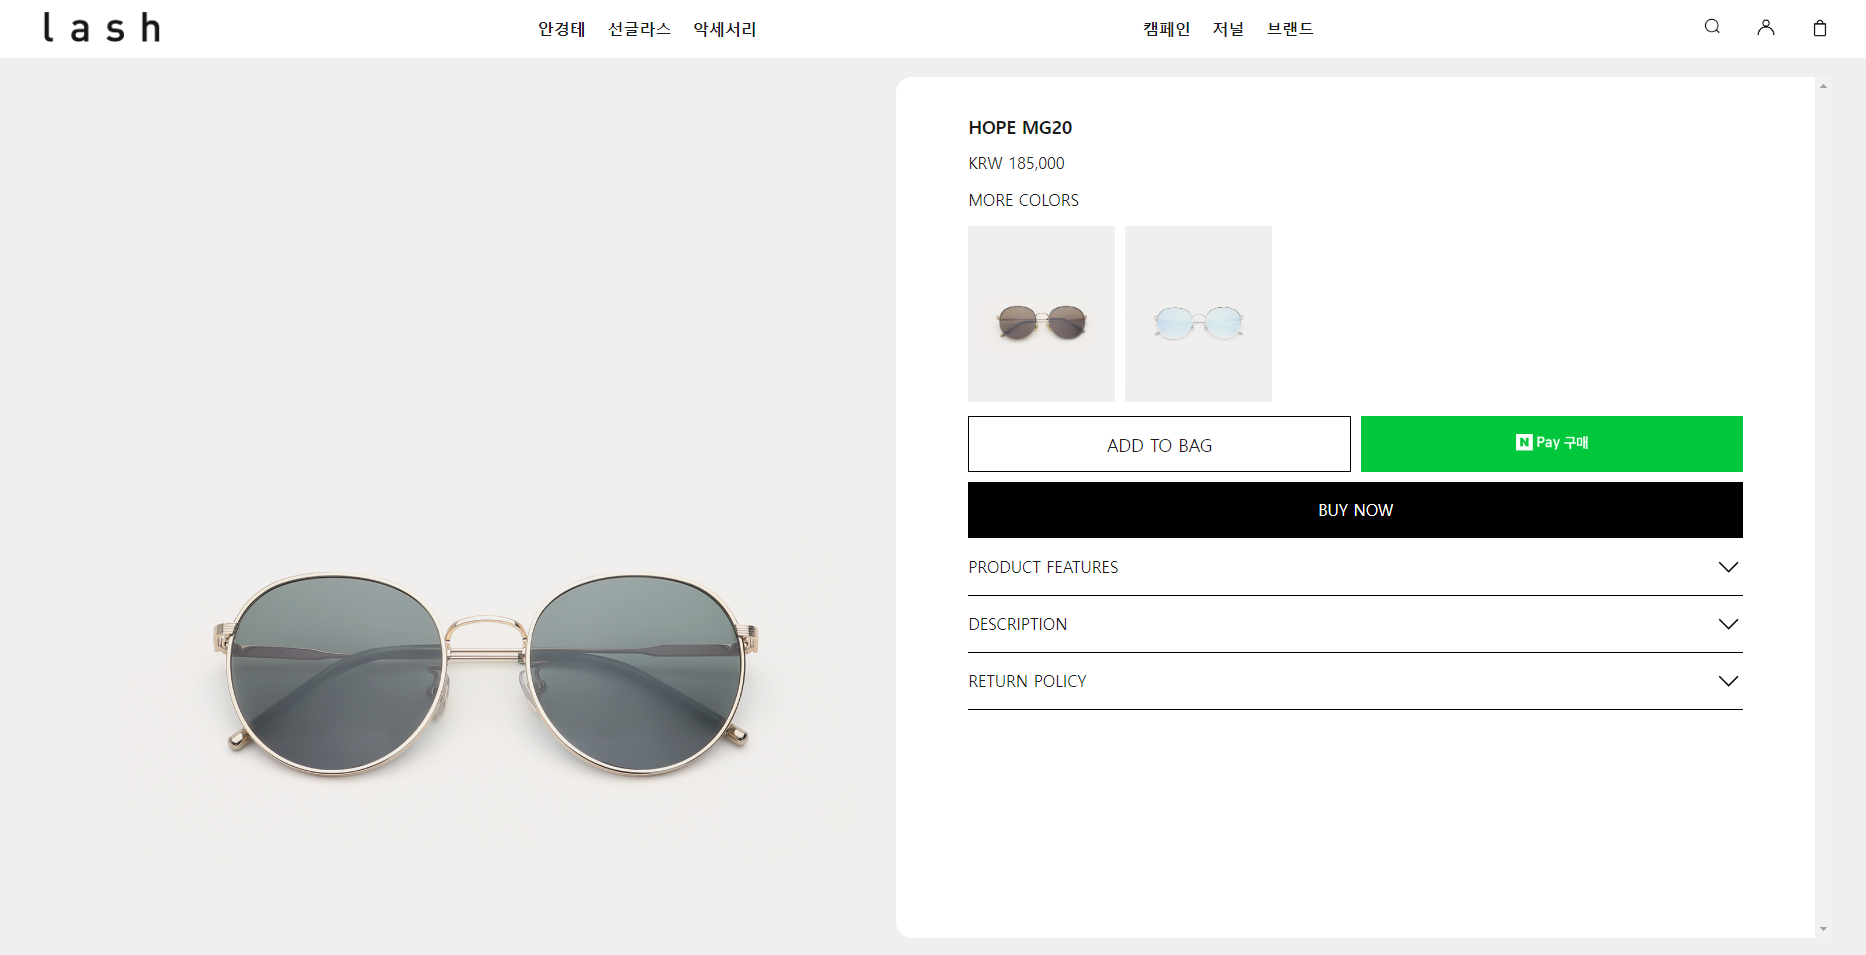 lash
안경테 선글라스 악세서리
캠페인 저널 브랜드
HOPE MG20
KRW 185,000
MORE COLORS
ADD TO BAG
N Pay 구매
BUY NOW
PRODUCT FEATURES
DESCRIPTION
RETURN POLICY